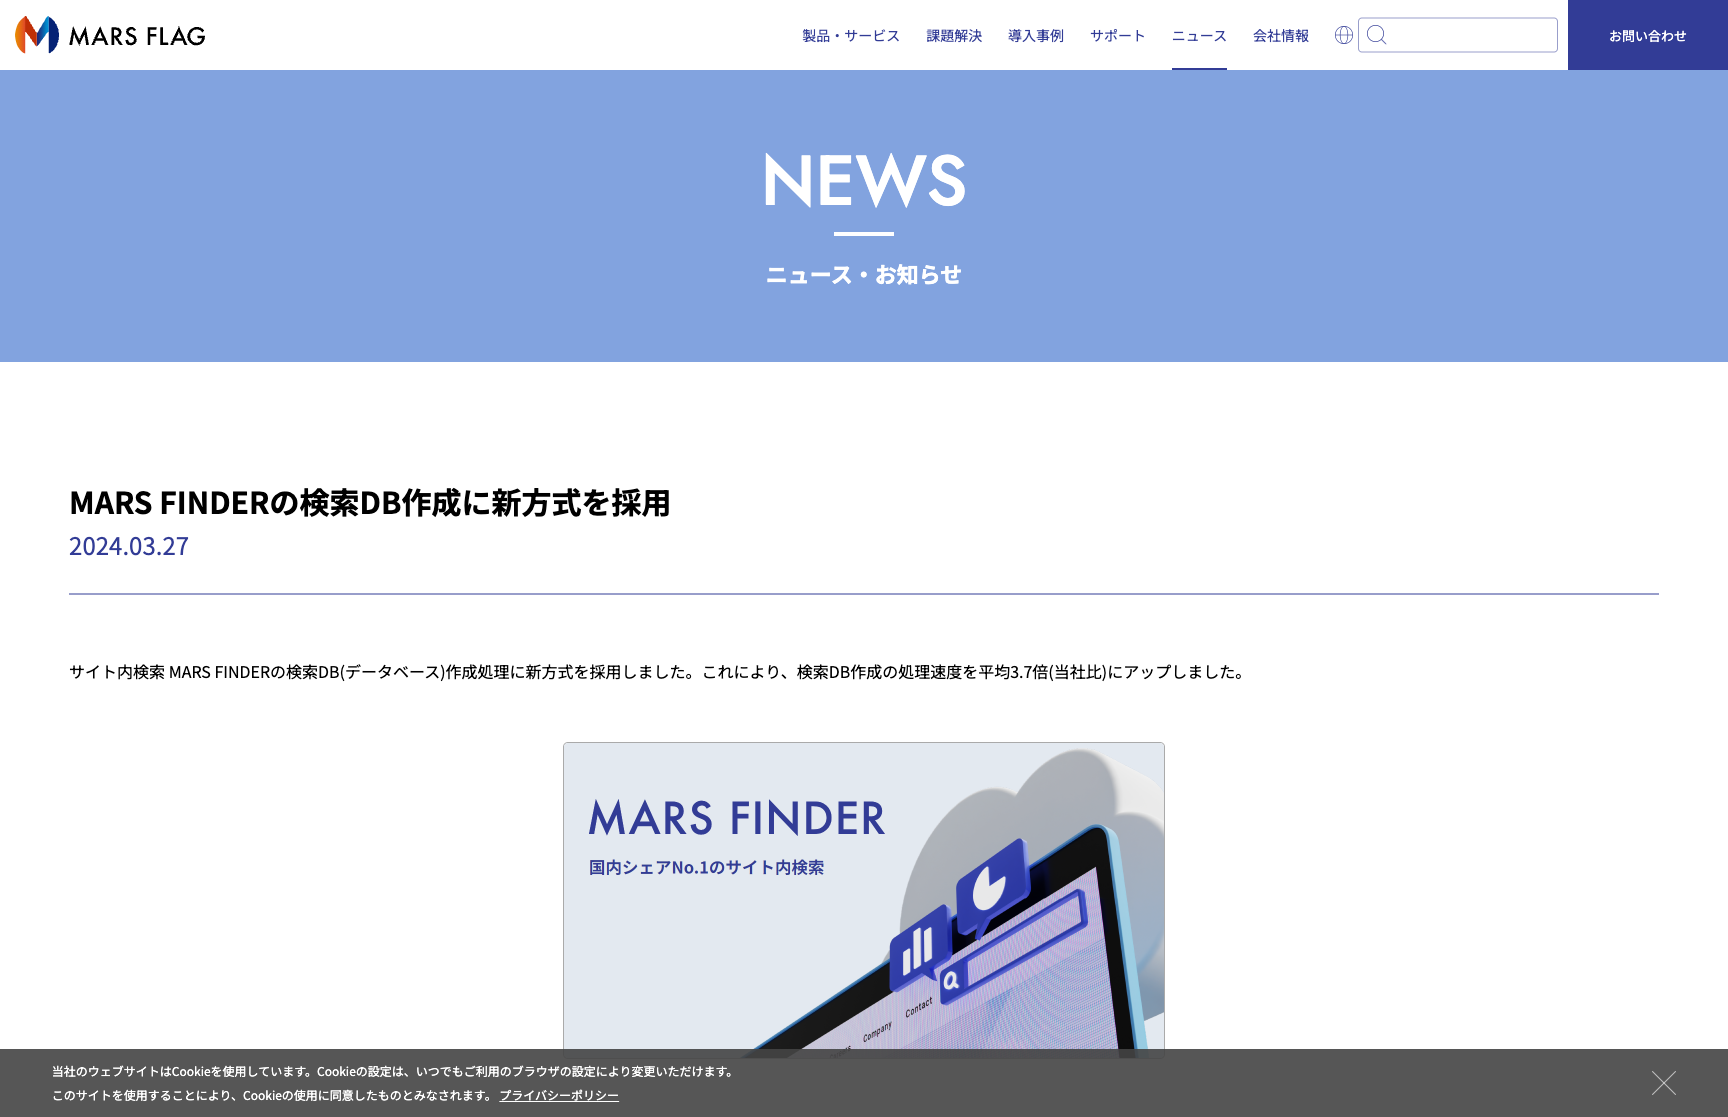 MARS FLAG
製品・サービス 課題解決 導入事例 サポート ニュース 会社情報 お問い合わせ
NEWS
ニュース・お知らせ
MARS FINDERの検索DB作成に新方式を採用
2024.03.27
サイト内検索 MARS FINDERの検索DB(データベース)作成処理に新方式を採用しました。これにより、検索DB作成の処理速度を平均3.7倍(当社比)にアップしました。
MARS FINDER
国内シェアNo.1のサイト内検索
Contact
Company
当社のウェブサイトはCookieを使用しています。Cookieの設定は、いつでもご利用のブラウザの設定により変更いただけます。
このサイトを使用することにより、Cookieの使用に同意したものとみなされます。 プライバシーポリシー